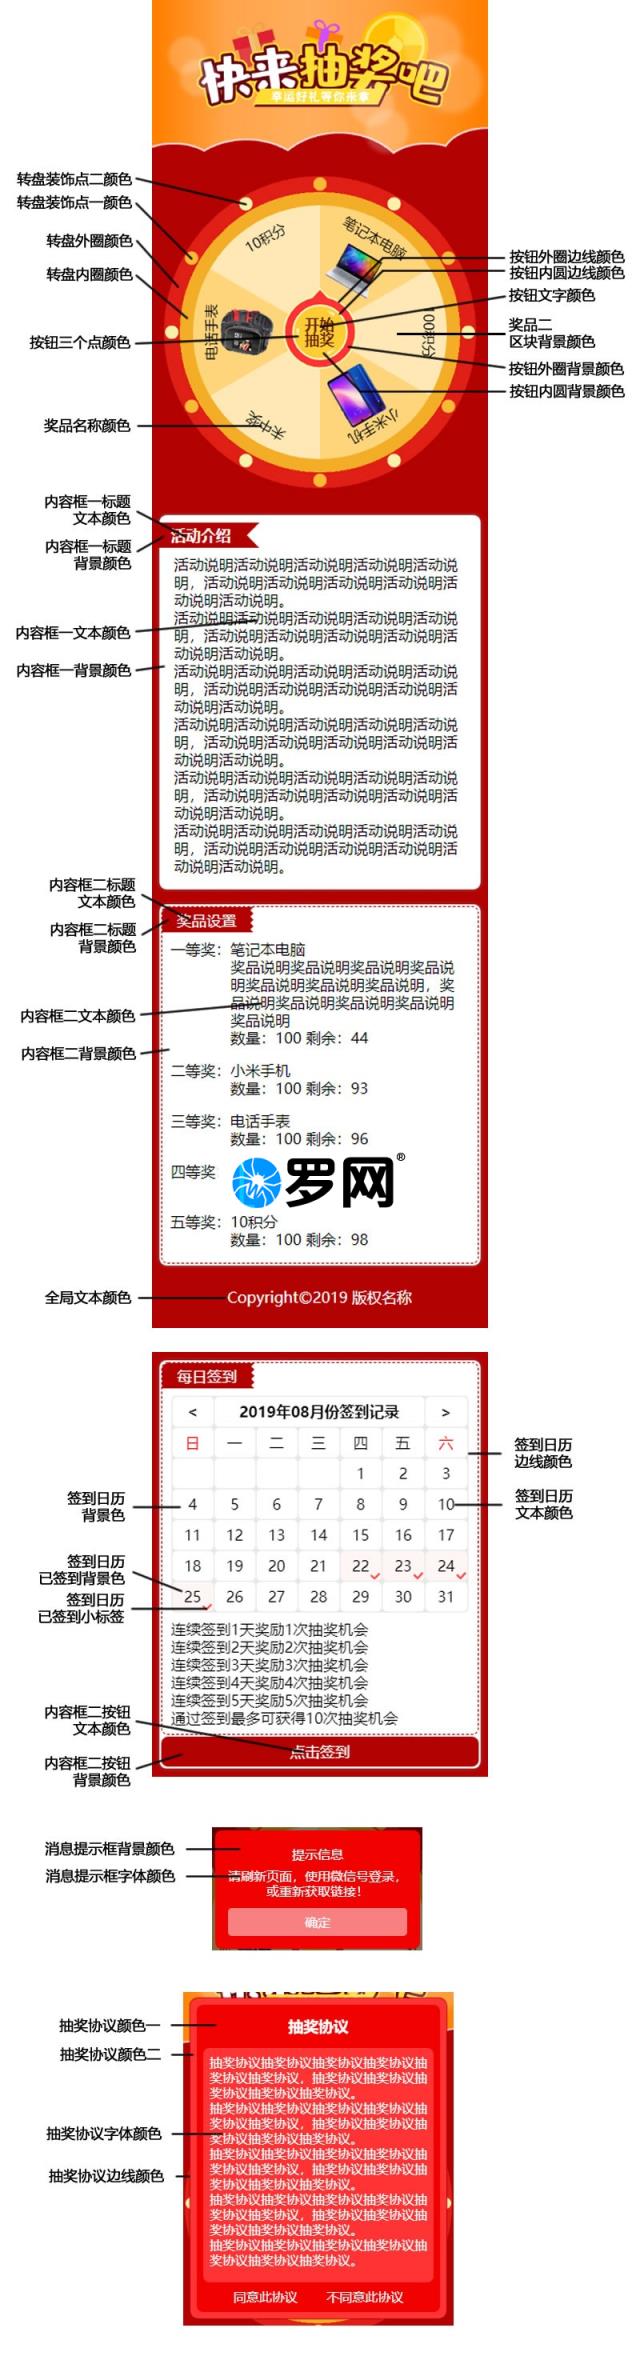 快来抽奖吧
幸运好礼等你来拿
转盘装饰点二颜色
转盘装饰点一颜色
转盘外圈颜色
转盘内圈颜色
按钮三个点颜色
奖品名称颜色
10积分
笔记本电脑
电话手表
100积分
未中奖
小米手机
开始
抽奖
按钮外圈边线颜色
按钮内圆边线颜色
按钮文字颜色
奖品二
区块背景颜色
按钮外圈背景颜色
按钮内圆背景颜色
内容框一标题
文本颜色
内容框一标题
背景颜色
内容框一文本颜色
内容框一背景颜色
活动介绍
活动说明活动说明活动说明活动说明活动说
明，活动说明活动说明活动说明活动说明活
动说明活动说明。
活动说明活动说明活动说明活动说明活动说
明，活动说明活动说明活动说明活动说明活
动说明活动说明。
活动说明活动说明活动说明活动说明活动说
明，活动说明活动说明活动说明活动说明活
动说明活动说明。
活动说明活动说明活动说明活动说明活动说
明，活动说明活动说明活动说明活动说明活
动说明活动说明。
活动说明活动说明活动说明活动说明活动说
明，活动说明活动说明活动说明活动说明活
动说明活动说明。
活动说明活动说明活动说明活动说明活动说
明，活动说明活动说明活动说明活动说明活
动说明活动说明。
内容框二标题
文本颜色
内容框二标题
背景颜色
内容框二文本颜色
内容框二背景颜色
奖品设置
一等奖：笔记本电脑
奖品说明奖品说明奖品说明奖品说
明奖品说明奖品说明奖品说明，奖
品说明奖品说明奖品说明奖品说明
奖品说明
数量：100 剩余：44
二等奖：小米手机
数量：100 剩余：93
三等奖：电话手表
数量：100 剩余：96
四等奖
罗网®
五等奖：10积分
数量：100 剩余：98
全局文本颜色
Copyright©2019 版权名称
每日签到
< 2019年08月份签到记录 >
日 一 二 三 四 五 六
1 2 3
4 5 6 7 8 9 10
11 12 13 14 15 16 17
18 19 20 21 22 23 24
25 26 27 28 29 30 31
签到日历
边线颜色
签到日历
文本颜色
签到日历
背景色
签到日历
已签到背景色
签到日历
已签到小标签
连续签到1天奖励1次抽奖机会
连续签到2天奖励2次抽奖机会
连续签到3天奖励3次抽奖机会
连续签到4天奖励4次抽奖机会
连续签到5天奖励5次抽奖机会
通过签到最多可获得10次抽奖机会
内容框二按钮
文本颜色
内容框二按钮
背景颜色
点击签到
消息提示框背景颜色
消息提示框字体颜色
提示信息
请刷新页面，使用微信号登录，
或重新获取链接！
确定
抽奖协议颜色一
抽奖协议颜色二
抽奖协议字体颜色
抽奖协议边线颜色
抽奖协议
抽奖协议抽奖协议抽奖协议抽奖协议抽
奖协议抽奖协议，抽奖协议抽奖协议抽
奖协议抽奖协议抽奖协议。
抽奖协议抽奖协议抽奖协议抽奖协议抽
奖协议抽奖协议，抽奖协议抽奖协议抽
奖协议抽奖协议抽奖协议。
抽奖协议抽奖协议抽奖协议抽奖协议抽
奖协议抽奖协议，抽奖协议抽奖协议抽
奖协议抽奖协议抽奖协议。
抽奖协议抽奖协议抽奖协议抽奖协议抽
奖协议抽奖协议，抽奖协议抽奖协议抽
奖协议抽奖协议抽奖协议。
抽奖协议抽奖协议抽奖协议抽奖协议抽
奖协议抽奖协议抽奖协议。
同意此协议 不同意此协议